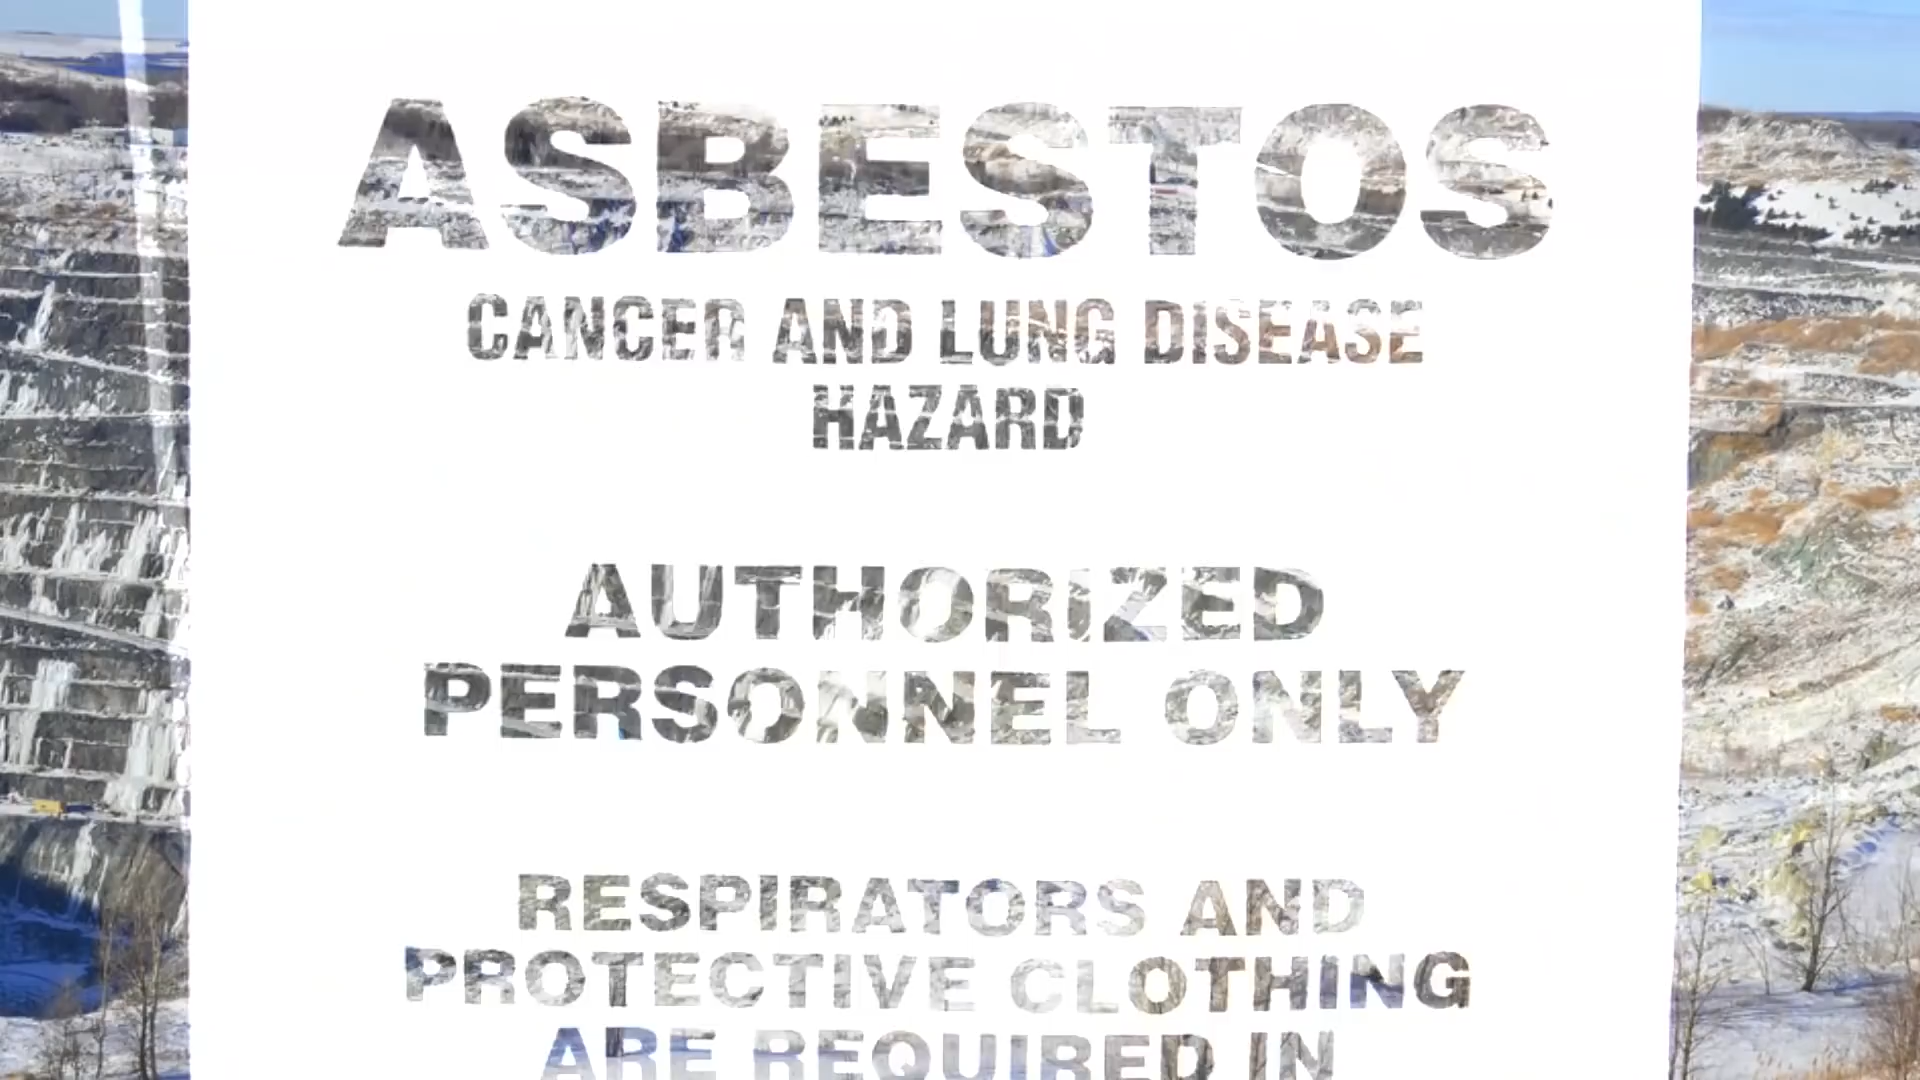 ASBESTOS
CANCER AND LUNG DISEASE
HAZARD
AUTHORIZED
PERSONNEL ONLY
RESPIRATORS AND
PROTECTIVE CLOTHING
ARE REQUIRED IN